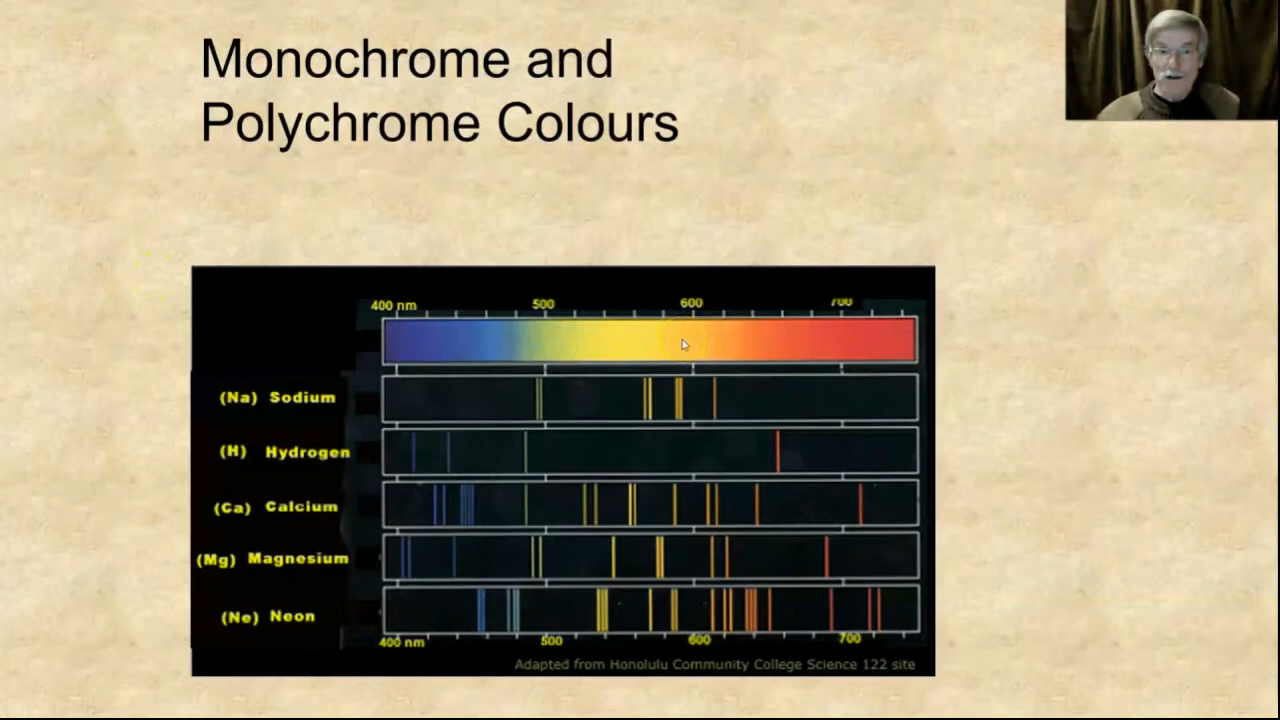 Monochrome and
Polychrome Colours
400 nm 500 600 700
(Na) Sodium
(H) Hydrogen
(Ca) Calcium
(Mg) Magnesium
(Ne) Neon
400 nm 500 600 700
Adapted from Honolulu Community College Science 122 site